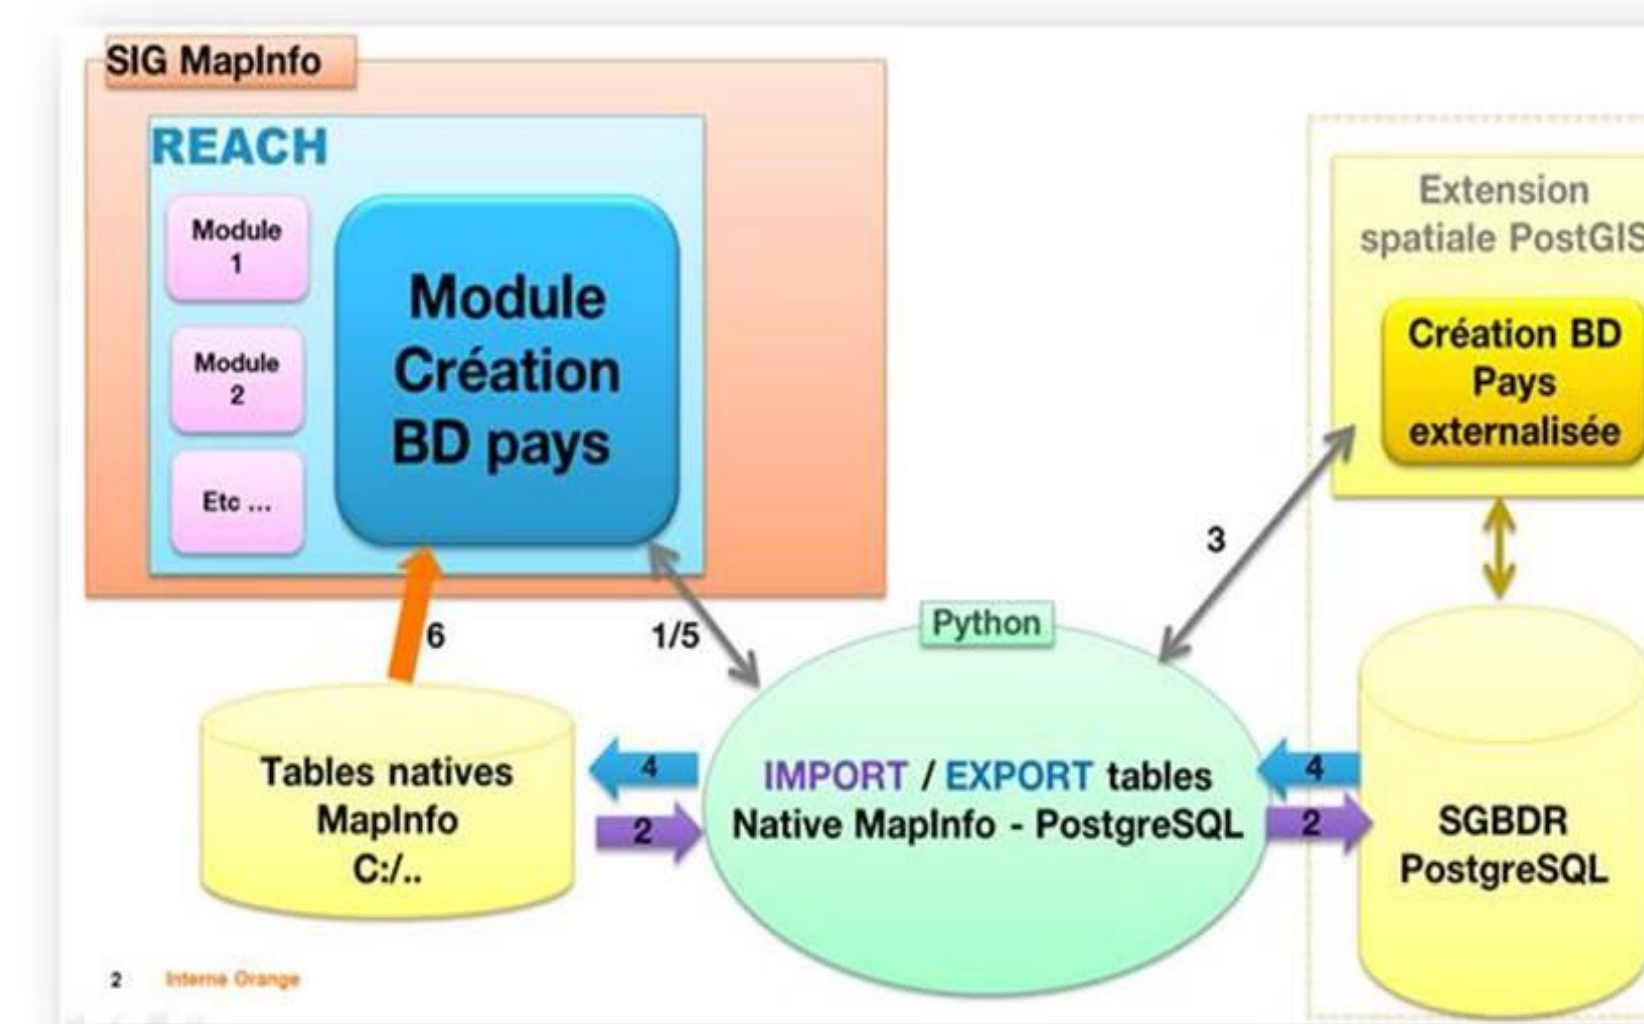 SIG MapInfo
REACH
Module
1
Module
2
Etc ...
Module
Création
BD pays
Extension
spatiale PostGIS
Création BD
Pays
externalisée
3
6
1/5
Python
Tables natives
MapInfo
C:/..
4
2
IMPORT / EXPORT tables
Native MapInfo - PostgreSQL
4
2
SGBDR
PostgreSQL
2 Interne Orange